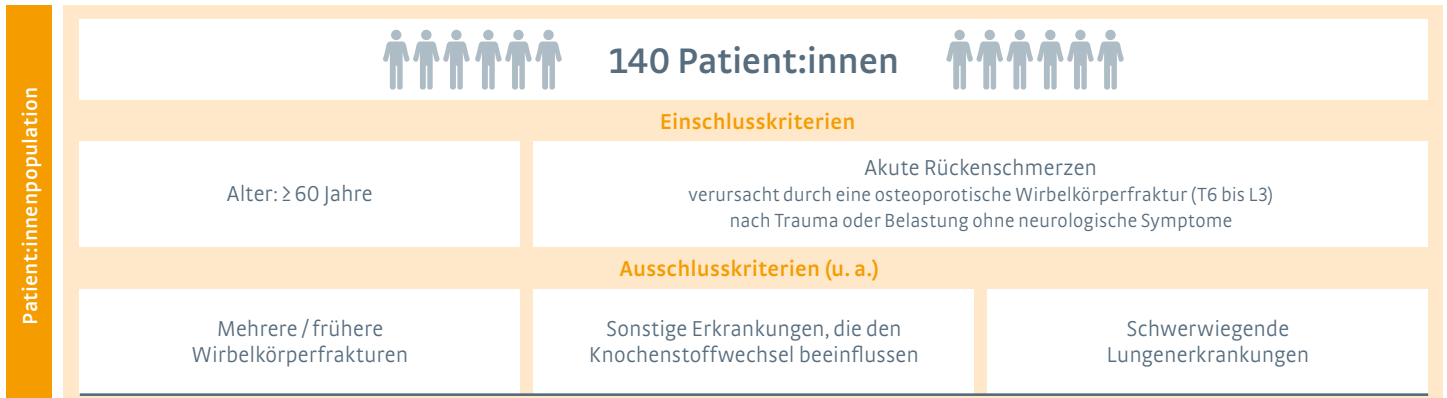 Patient:innenpopulation
140 Patient:innen
Einschlusskriterien
Alter: ≥ 60 Jahre
Akute Rückenschmerzen
verursacht durch eine osteoporotische Wirbelkörperfraktur (T6 bis L3)
nach Trauma oder Belastung ohne neurologische Symptome
Ausschlusskriterien (u. a.)
Mehrere / frühere
Wirbelkörperfrakturen
Sonstige Erkrankungen, die den
Knochenstoffwechsel beeinflussen
Schwerwiegende
Lungenerkrankungen